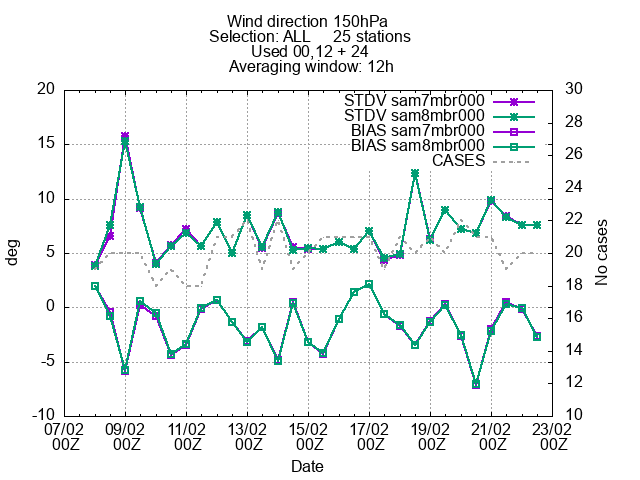 Wind direction 150hPa
Selection: ALL 25 stations
Used 00,12 + 24
Averaging window: 12h
STDV sam7mbr000
STDV sam8mbr000
BIAS sam7mbr000
BIAS sam8mbr000
CASES
20
15
10
5
0
-5
-10
deg
30
28
26
24
22
20
18
16
14
12
10
No cases
07/02 09/02 11/02 13/02 15/02 17/02 19/02 21/02 23/02
00Z 00Z 00Z 00Z 00Z 00Z 00Z 00Z 00Z
Date